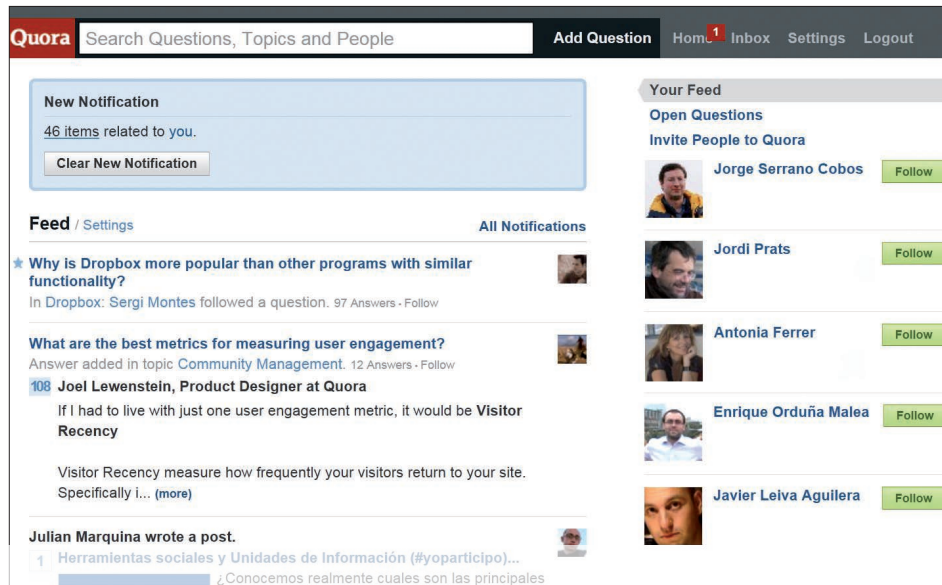 Quora
Search Questions, Topics and People
Add Question
Home
1
Inbox
Settings
Logout
New Notification
46 items related to you.
Clear New Notification
Feed / Settings
All Notifications
Why is Dropbox more popular than other programs with similar
functionality?
In Dropbox: Sergi Montes followed a question. 97 Answers · Follow
What are the best metrics for measuring user engagement?
Answer added in topic Community Management. 12 Answers · Follow
108 Joel Lewenstein, Product Designer at Quora
If I had to live with just one user engagement metric, it would be Visitor
Recency
Visitor Recency measure how frequently your visitors return to your site.
Specifically i... (more)
Julian Marquina wrote a post.
1 Herramientas sociales y Unidades de Información (#yoparticipo)...
¿Conocemos realmente cuales son las principales
Your Feed
Open Questions
Invite People to Quora
Jorge Serrano Cobos
Follow
Jordi Prats
Follow
Antonia Ferrer
Follow
Enrique Orduña Malea
Follow
Javier Leiva Aguilera
Follow